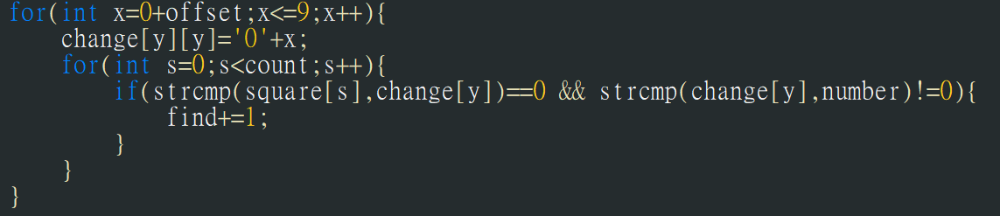 for(int x=0+offset;x<=9;x++){
    change[y][y]='0'+x;
    for(int s=0;s<count;s++){
        if(strcmp(square[s],change[y])==0 && strcmp(change[y],number)!=0){
            find+=1;
        }
    }
}